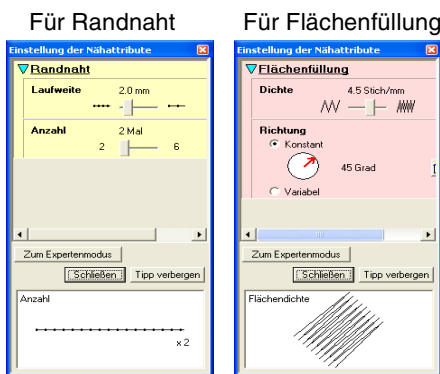 Für Randnaht
Einstellung der Nähattribute
Randnaht
Laufweite 2.0 mm
Anzahl 2 Mal
2 6
Zum Expertenmodus
Schließen Tipp verbergen
Anzahl
x 2
Für Flächenfüllung
Einstellung der Nähattribute
Flächenfüllung
Dichte 4.5 Stich/mm
Richtung
Konstant
45 Grad
Variabel
Zum Expertenmodus
Schließen Tipp verbergen
Flächendichte